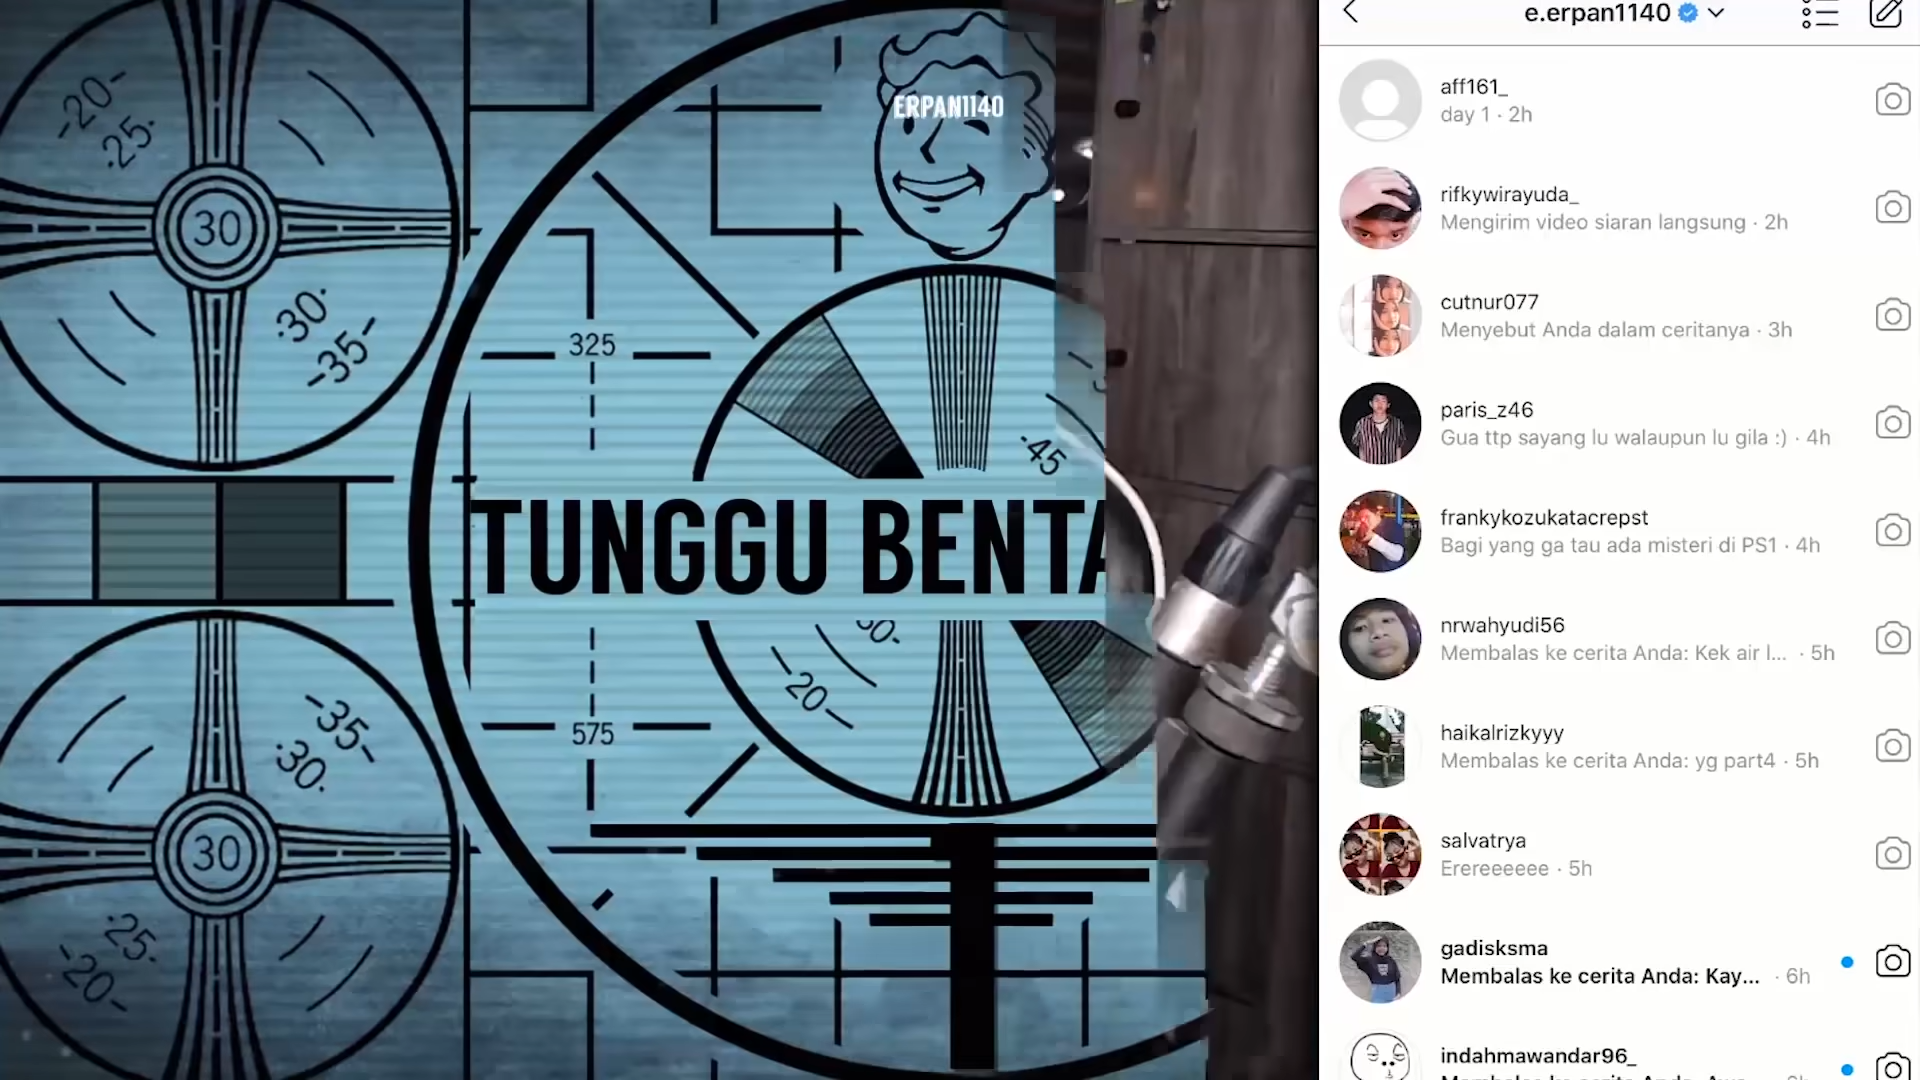 -20-
25.
30
.30.
-35-
ERPAN1140
325
.45
TUNGGU BENTA
30.
-20-
575
-35-
30.
30
.25.
-20-
e.erpan1140
aff161_
day 1 · 2h
rifkywirayuda_
Mengirim video siaran langsung · 2h
cutnur077
Menyebut Anda dalam ceritanya · 3h
paris_z46
Gua ttp sayang lu walaupun lu gila :) · 4h
frankykozukatacrepst
Bagi yang ga tau ada misteri di PS1 · 4h
nrwahyudi56
Membalas ke cerita Anda: Kek air l... · 5h
haikalrizkyyy
Membalas ke cerita Anda: yg part4 · 5h
salvatrya
Erereeeeee · 5h
gadisksma
Membalas ke cerita Anda: Kay... · 6h
indahmawandar96_